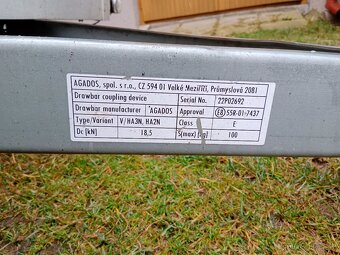 AGADOS, spol. s r.o., CZ 594 01 Velké Meziříčí, Průmyslová 2081
Drawbar coupling device Serial No. 22P02692
Drawbar manufacturer AGADOS Approval E8 55R-01-7437
Type/Variant V/HA3N, HA2N Class E
Dc [kN] 18,5 S(max) [kg] 100